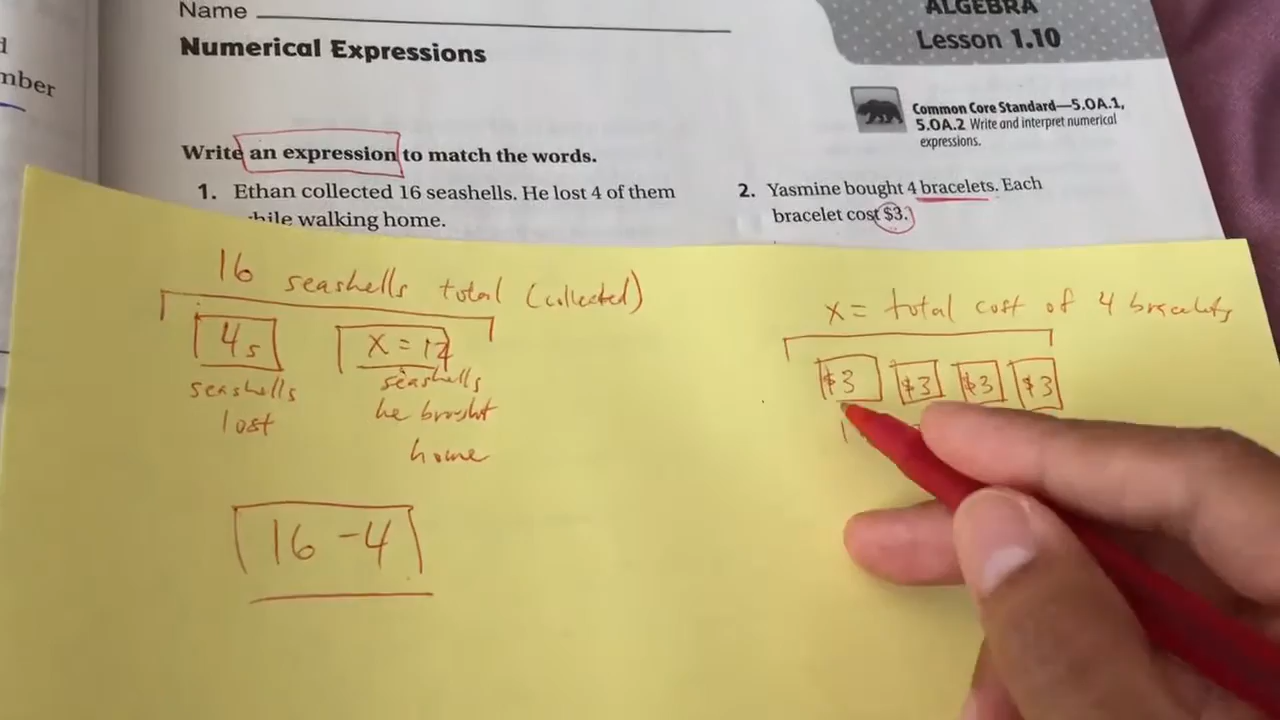 Name
ALGEBRA
Lesson 1.10
Numerical Expressions
mber
Common Core Standard—5.OA.1,
5.OA.2 Write and interpret numerical
expressions.
Write an expression to match the words.
1. Ethan collected 16 seashells. He lost 4 of them
while walking home.
2. Yasmine bought 4 bracelets. Each
bracelet cost $3.
16 seashells total (collected)
4s
x = 12
seashells
lost
seashells
he brought
home
16 - 4
x = total cost of 4 bracelets
$3 $3 $3 $3
1